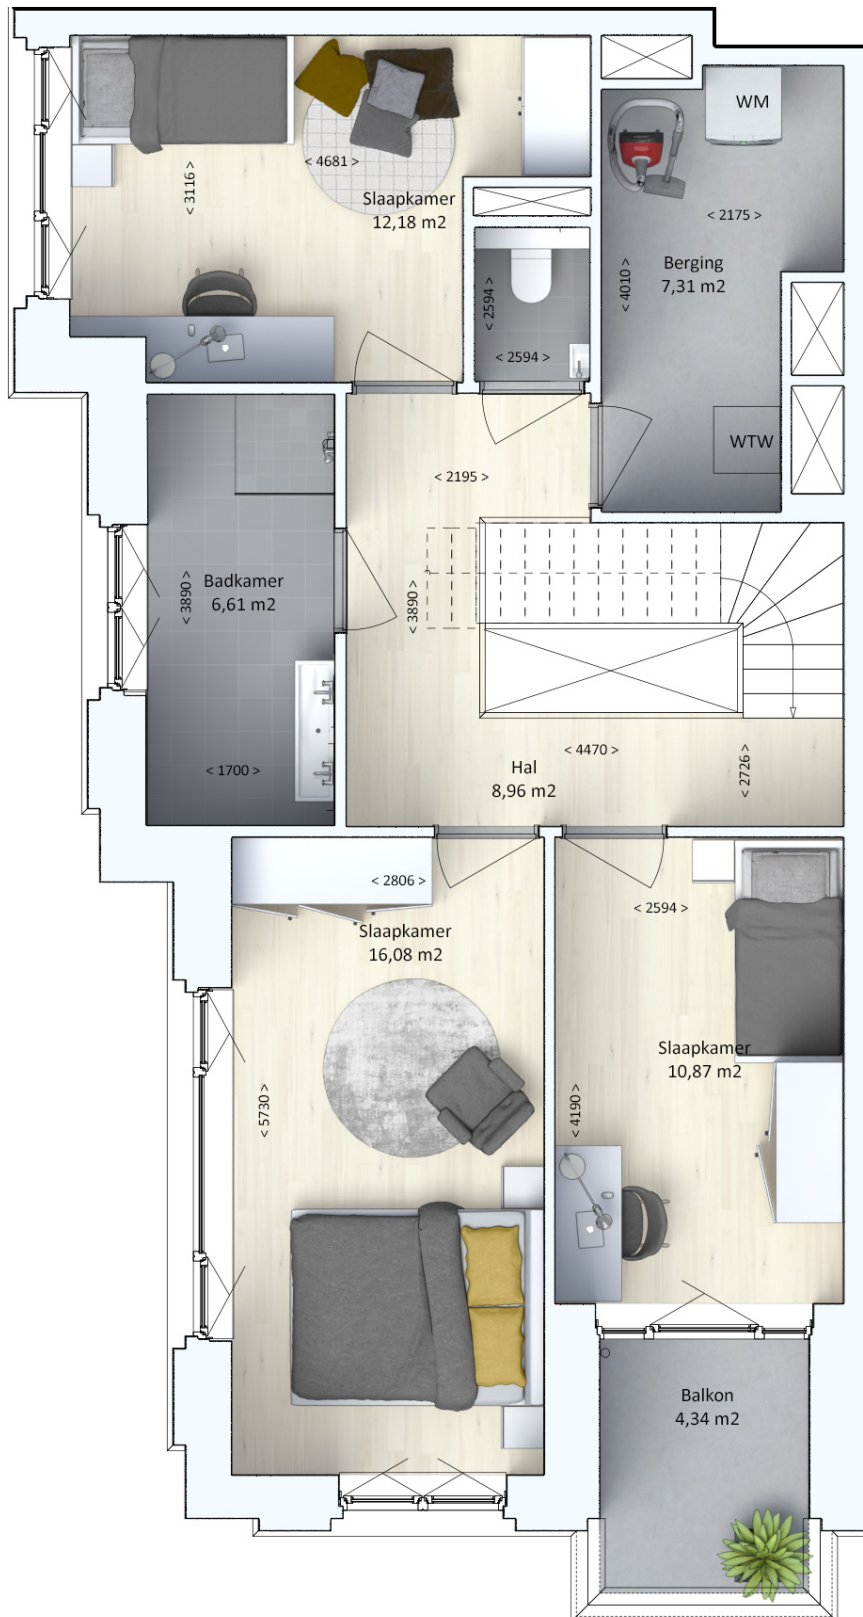 WM
< 4681 >
< 3116 >
Slaapkamer
12,18 m2
< 2175 >
Berging
7,31 m2
< 4010 >
< 2594 >
< 2594 >
WTW
< 2195 >
Badkamer
6,61 m2
< 3890 >
< 3890 >
< 1700 >
< 4470 >
Hal
8,96 m2
< 2726 >
< 2806 >
Slaapkamer
16,08 m2
< 2594 >
Slaapkamer
10,87 m2
< 5730 >
< 4190 >
Balkon
4,34 m2